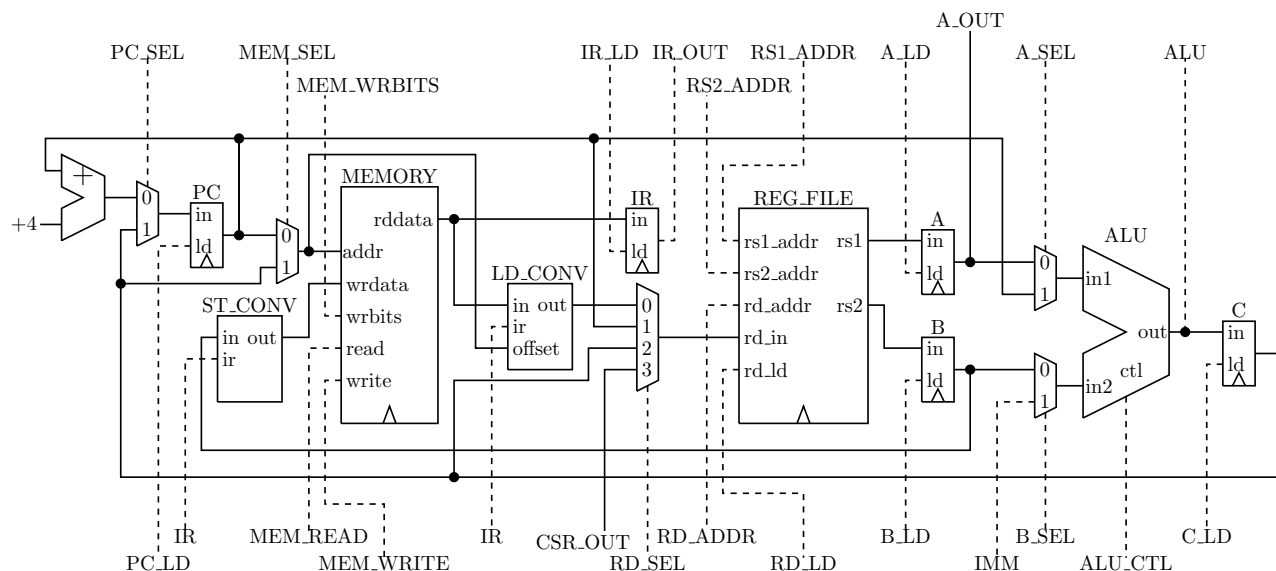 A_OUT
PC_SEL MEM_SEL IR_LD IR_OUT RS1_ADDR A_LD A_SEL ALU
MEM_WRBITS RS2_ADDR
+ MEMORY
0 PC IR REG_FILE A
in rddata in
+4 1 0 rs1_addr rs1 in 0 ALU
ld addr ld
1 LD_CONV rs2_addr ld in1
wrdata 1
ST_CONV in out 0 rd_addr rs2 C
wrbits ir 1 B out in
in out read offset 2 rd_in in
ir 3 0 ctl ld
write rd_ld ld in2
1
IR MEM_READ IR CSR_OUT RD_ADDR B_LD B_SEL C_LD
PC_LD MEM_WRITE RD_SEL RD_LD IMM ALU_CTL